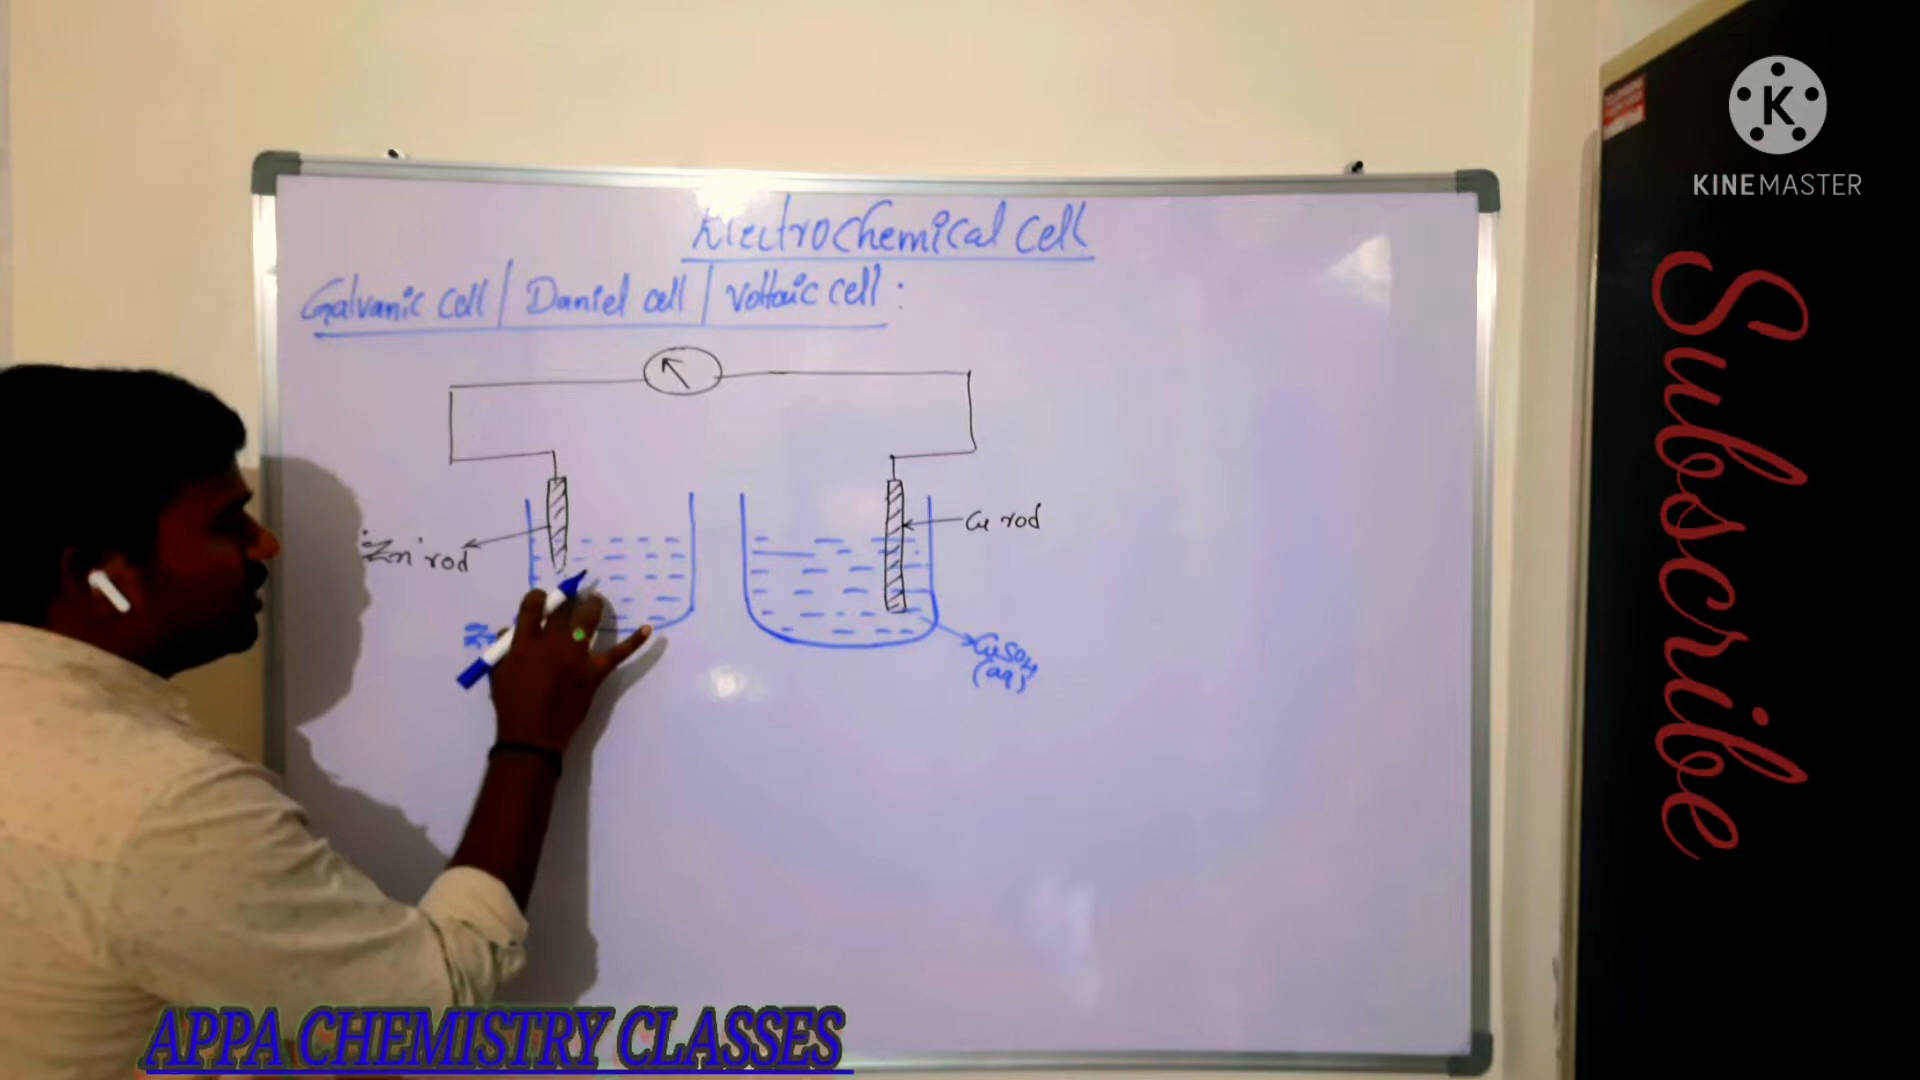 Electrochemical cell
Galvanic cell / Daniel cell / Voltaic cell :
Zn rod
Cu rod
CuSO4
(aq)
KINEMASTER
Subscribe
APPA CHEMISTRY CLASSES